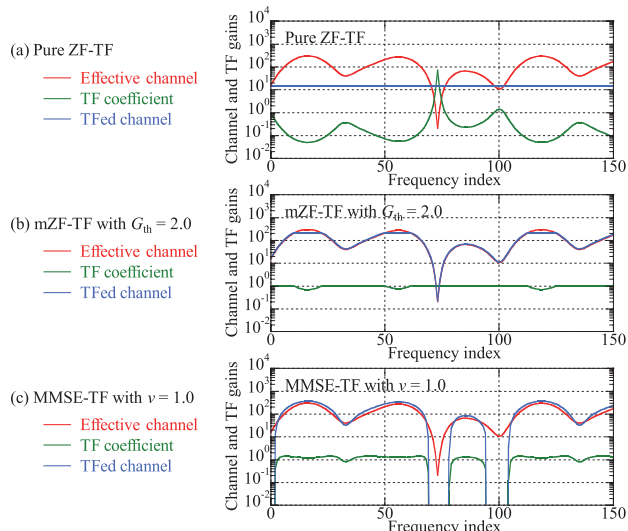 (a) Pure ZF-TF
Effective channel
TF coefficient
TFed channel
Channel and TF gains
10^4
10^3
10^2
10^1
10^0
10^-1
10^-2
Pure ZF-TF
0
50
100
150
Frequency index
(b) mZF-TF with G_th = 2.0
Effective channel
TF coefficient
TFed channel
Channel and TF gains
10^4
10^3
10^2
10^1
10^0
10^-1
10^-2
mZF-TF with G_th = 2.0
0
50
100
150
Frequency index
(c) MMSE-TF with v = 1.0
Effective channel
TF coefficient
TFed channel
Channel and TF gains
10^4
10^3
10^2
10^1
10^0
10^-1
10^-2
MMSE-TF with v = 1.0
0
50
100
150
Frequency index